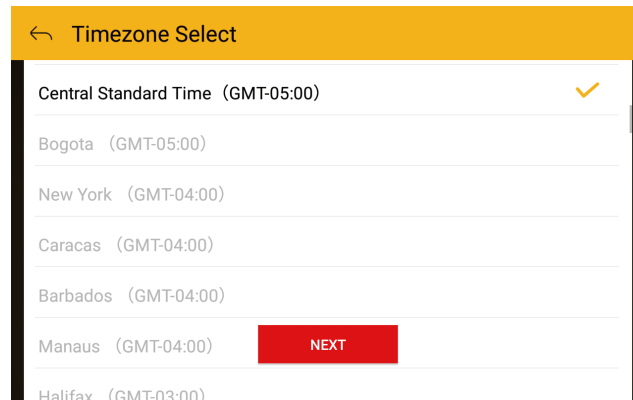 Timezone Select
Central Standard Time（GMT-05:00）
Bogota （GMT-05:00）
New York （GMT-04:00）
Caracas （GMT-04:00）
Barbados （GMT-04:00）
Manaus （GMT-04:00）
NEXT
Halifax （GMT-03:00）